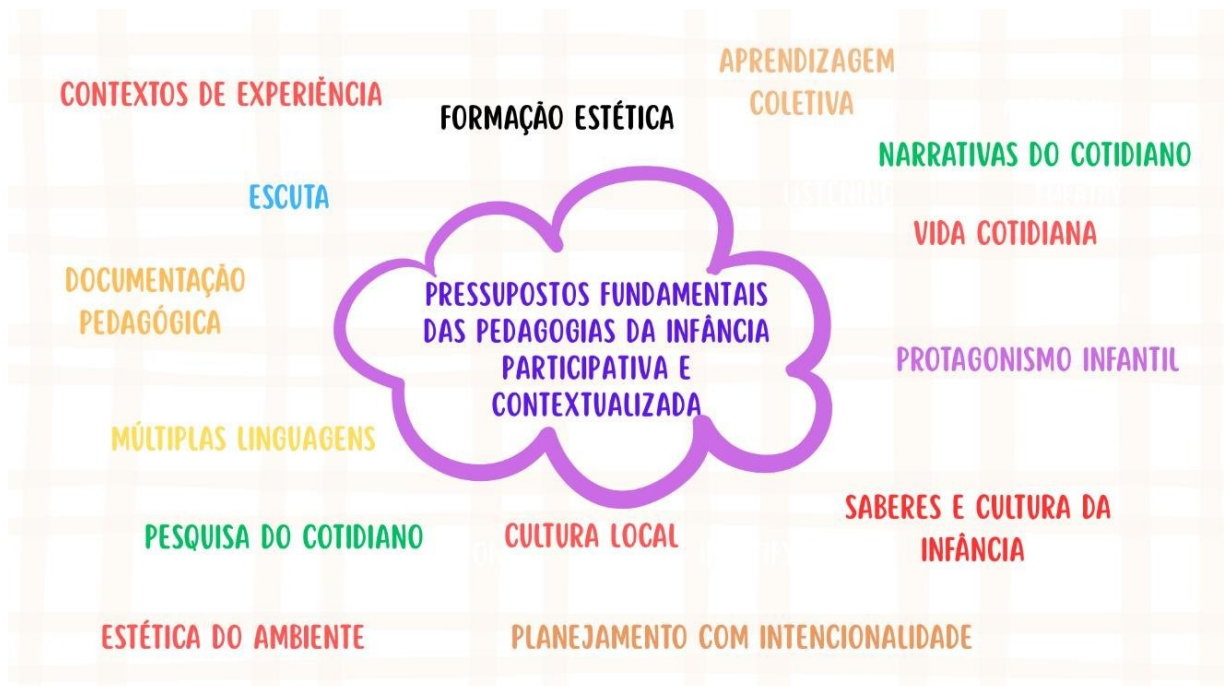 CONTEXTOS DE EXPERIÊNCIA
FORMAÇÃO ESTÉTICA
APRENDIZAGEM
COLETIVA
NARRATIVAS DO COTIDIANO
ESCUTA
VIDA COTIDIANA
DOCUMENTAÇÃO
PEDAGÓGICA
PRESSUPOSTOS FUNDAMENTAIS
DAS PEDAGOGIAS DA INFÂNCIA
PARTICIPATIVA E
CONTEXTUALIZADA
PROTAGONISMO INFANTIL
MÚLTIPLAS LINGUAGENS
PESQUISA DO COTIDIANO
CULTURA LOCAL
SABERES E CULTURA DA
INFÂNCIA
ESTÉTICA DO AMBIENTE
PLANEJAMENTO COM INTENCIONALIDADE